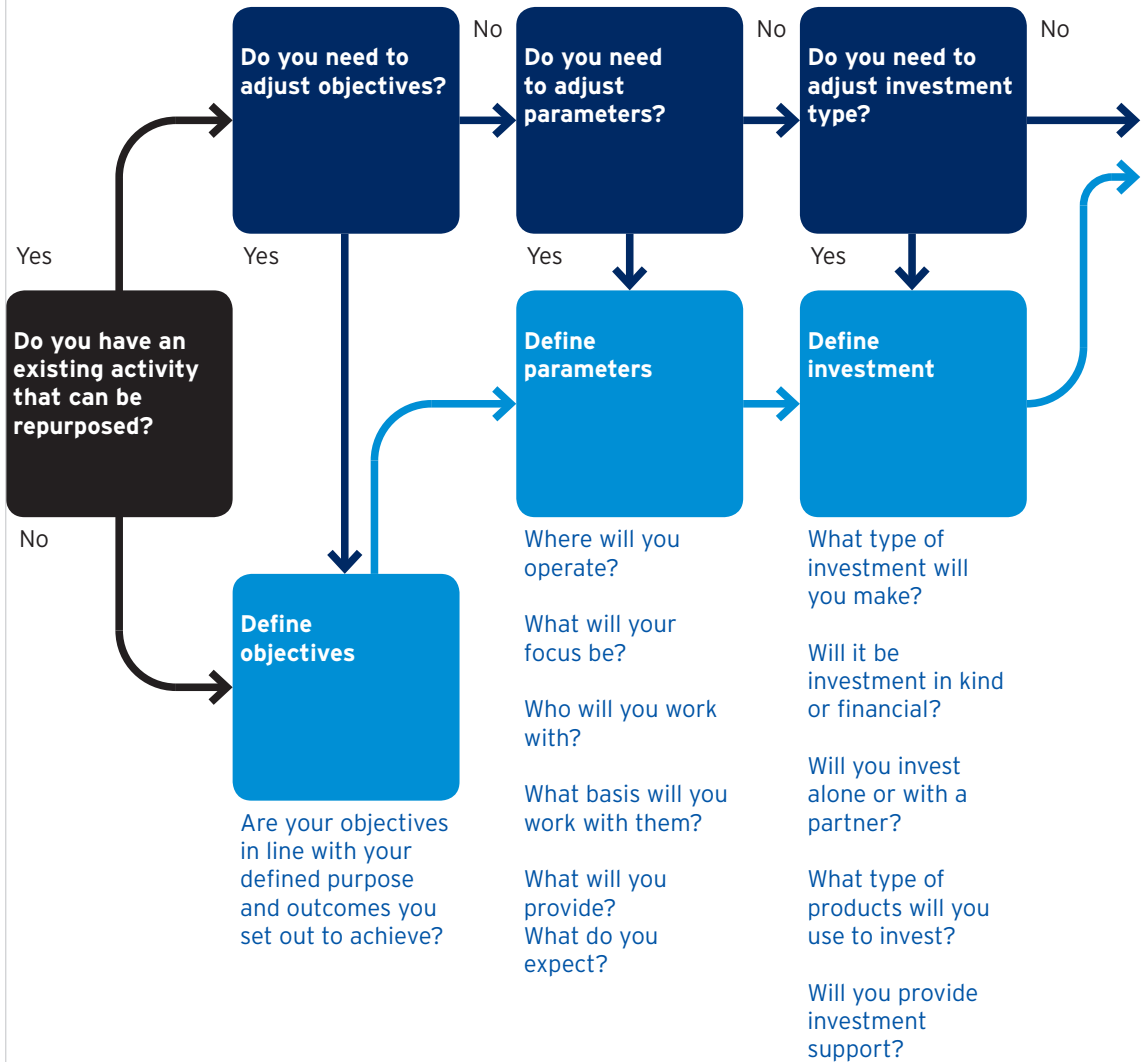 No
No
No
Do you need to
adjust objectives?
Do you need
to adjust
parameters?
Do you need to
adjust investment
type?
Yes
Yes
Yes
Yes
Do you have an
existing activity
that can be
repurposed?
Define
parameters
Define
investment
No
Where will you
operate?
What will your
focus be?
Who will you work
with?
What basis will you
work with them?
What will you
provide?
What do you
expect?
What type of
investment will
you make?
Will it be
investment in kind
or financial?
Will you invest
alone or with a
partner?
What type of
products will you
use to invest?
Will you provide
investment
support?
Define
objectives
Are your objectives
in line with your
defined purpose
and outcomes you
set out to achieve?